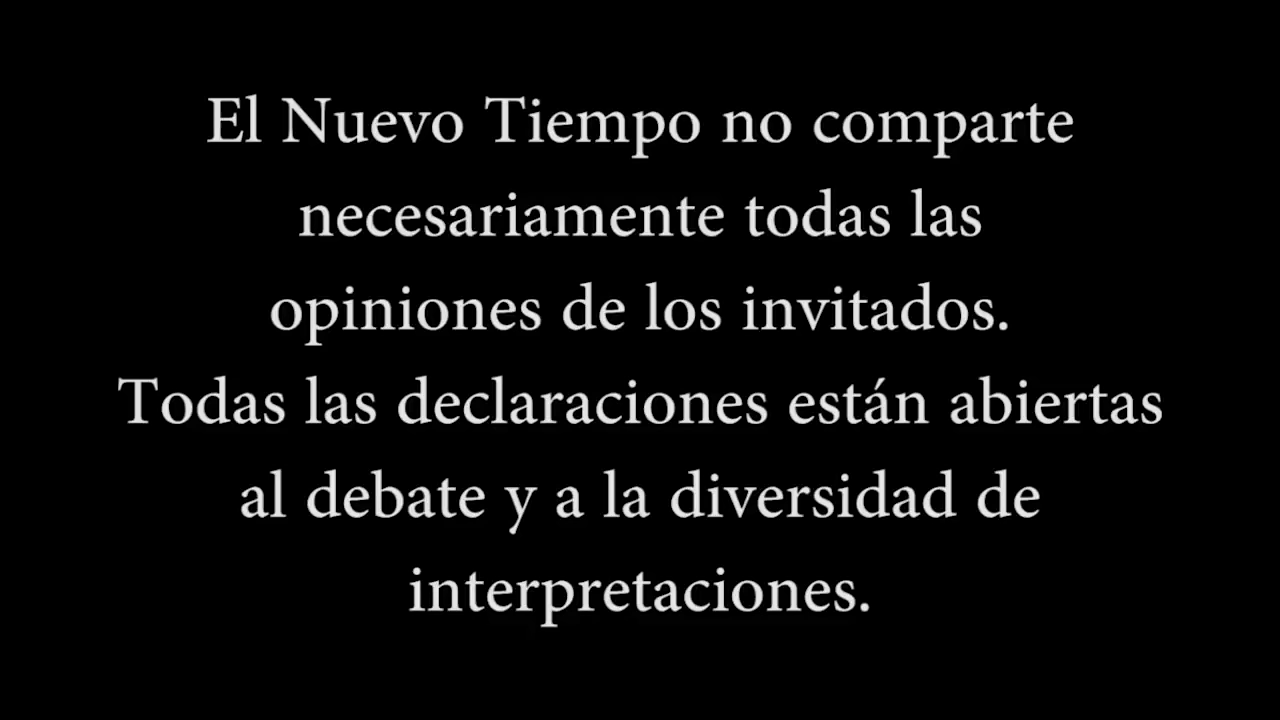 El Nuevo Tiempo no comparte
necesariamente todas las
opiniones de los invitados.
Todas las declaraciones están abiertas
al debate y a la diversidad de
interpretaciones.